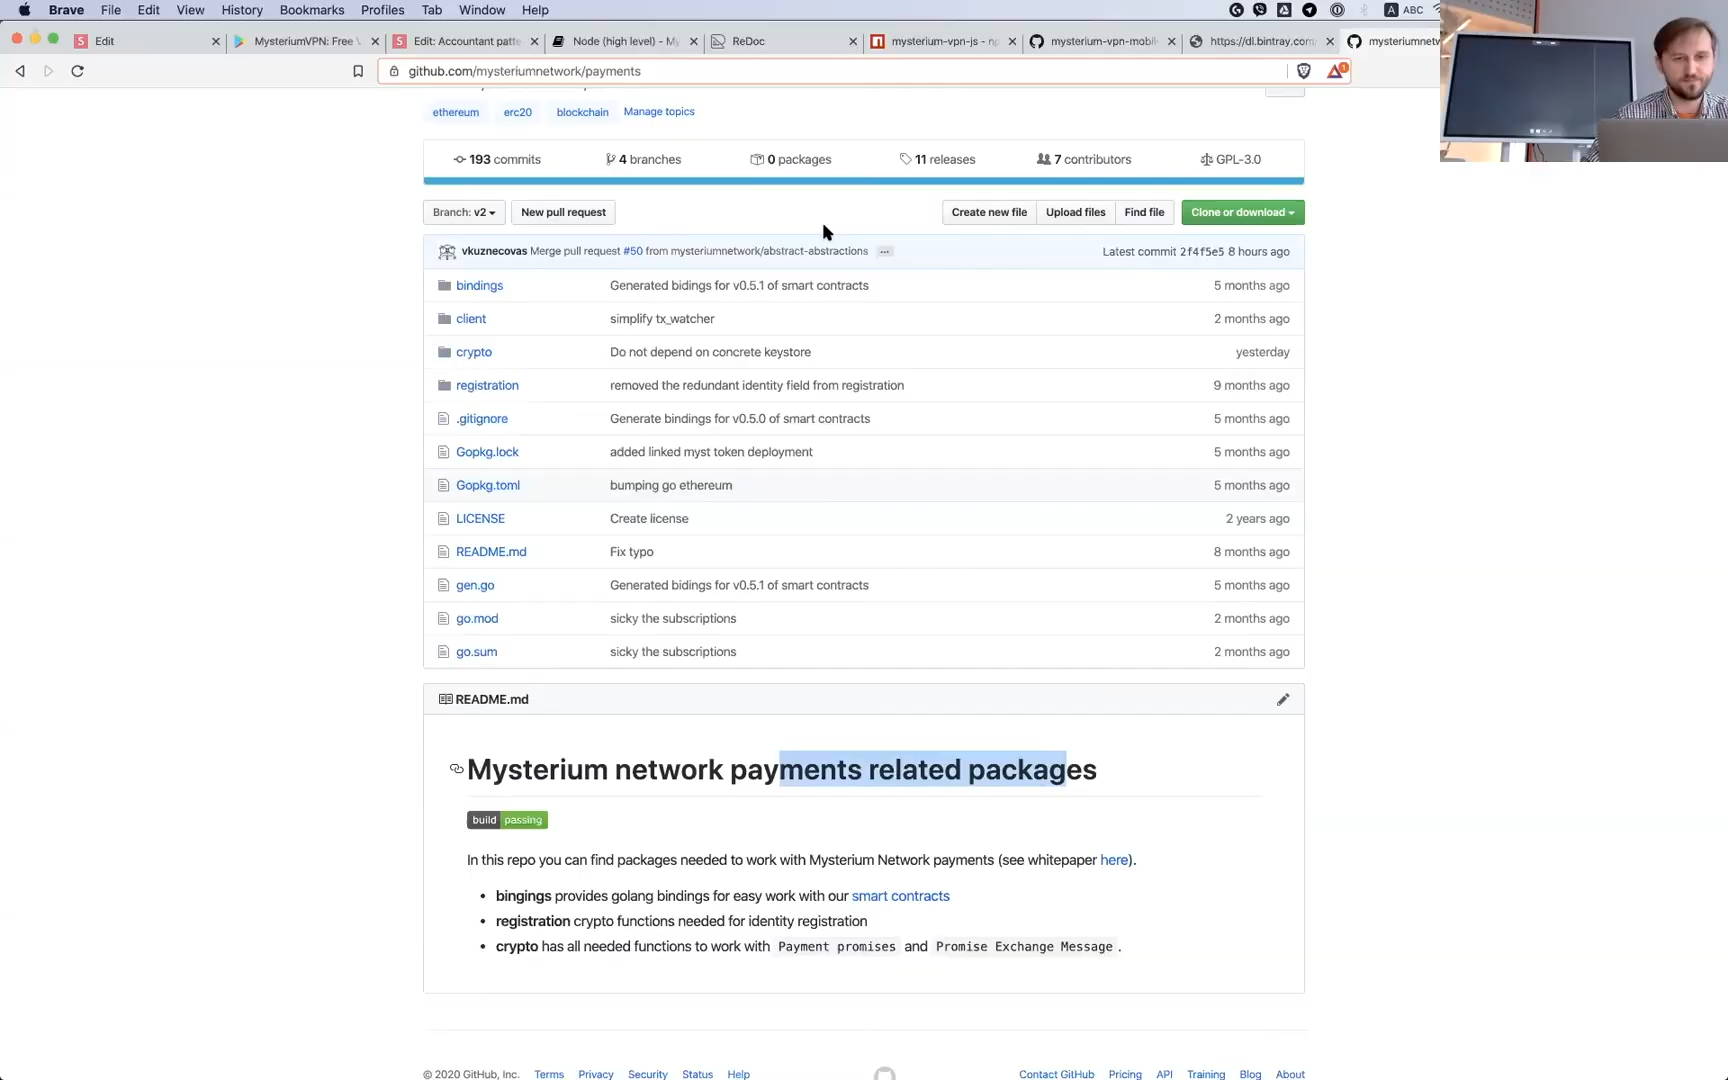 Brave File Edit View History Bookmarks Profiles Tab Window Help A ABC
Edit MysteriumVPN: Free Edit: Accountant patte Node (high level) - My ReDoc mysterium-vpn-js - np mysterium-vpn-mobil https://dl.bintray.com/ mysteriumnetw
github.com/mysteriumnetwork/payments 1
ethereum erc20 blockchain Manage topics
193 commits 4 branches 0 packages 11 releases 7 contributors GPL-3.0
Branch: v2 New pull request Create new file Upload files Find file Clone or download
vkuznecovas Merge pull request #50 from mysteriumnetwork/abstract-abstractions ... Latest commit 2f4f5e5 8 hours ago
bindings Generated bidings for v0.5.1 of smart contracts 5 months ago
client simplify tx_watcher 2 months ago
crypto Do not depend on concrete keystore yesterday
registration removed the redundant identity field from registration 9 months ago
.gitignore Generate bindings for v0.5.0 of smart contracts 5 months ago
Gopkg.lock added linked myst token deployment 5 months ago
Gopkg.toml bumping go ethereum 5 months ago
LICENSE Create license 2 years ago
README.md Fix typo 8 months ago
gen.go Generated bidings for v0.5.1 of smart contracts 5 months ago
go.mod sicky the subscriptions 2 months ago
go.sum sicky the subscriptions 2 months ago
README.md
Mysterium network payments related packages
build passing
In this repo you can find packages needed to work with Mysterium Network payments (see whitepaper here).
• bingings provides golang bindings for easy work with our smart contracts
• registration crypto functions needed for identity registration
• crypto has all needed functions to work with Payment promises and Promise Exchange Message .
© 2020 GitHub, Inc. Terms Privacy Security Status Help Contact GitHub Pricing API Training Blog About